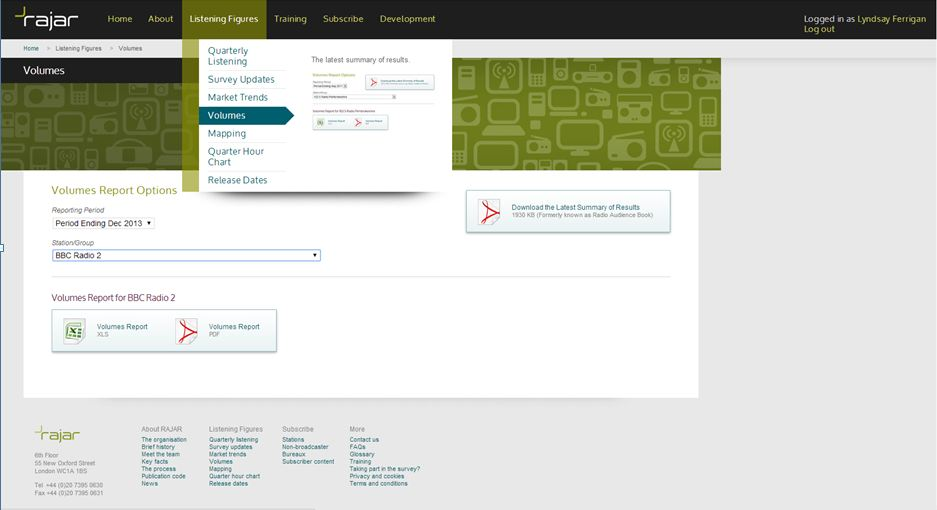 rajar
Home About Listening Figures Training Subscribe Development
Logged in as Lyndsay Ferrigan
Log out
Home > Listening Figures > Volumes
Volumes
Quarterly
Listening
Survey Updates
Market Trends
Volumes
Mapping
Quarter Hour
Chart
Release Dates
The latest summary of results.
Volumes Report Options
Reporting Period
Period Ending Dec 2013
Station/Group
BBC Radio 2
Download the Latest Summary of Results
1930 KB (Formerly known as Radio Audience Book)
Volumes Report for BBC Radio 2
Volumes Report
XLS
Volumes Report
PDF
rajar
6th Floor
55 New Oxford Street
London WC1A 1BS
Tel +44 (0)20 7395 0630
Fax +44 (0)20 7395 0631
About RAJAR
The organisation
Brief history
Meet the team
Key facts
The process
Publication code
News
Listening Figures
Quarterly listening
Survey updates
Market trends
Volumes
Mapping
Quarter hour chart
Release dates
Subscribe
Stations
Non-broadcaster
Bureaux
Subscriber content
More
Contact us
FAQs
Glossary
Training
Taking part in the survey?
Privacy and cookies
Terms and conditions